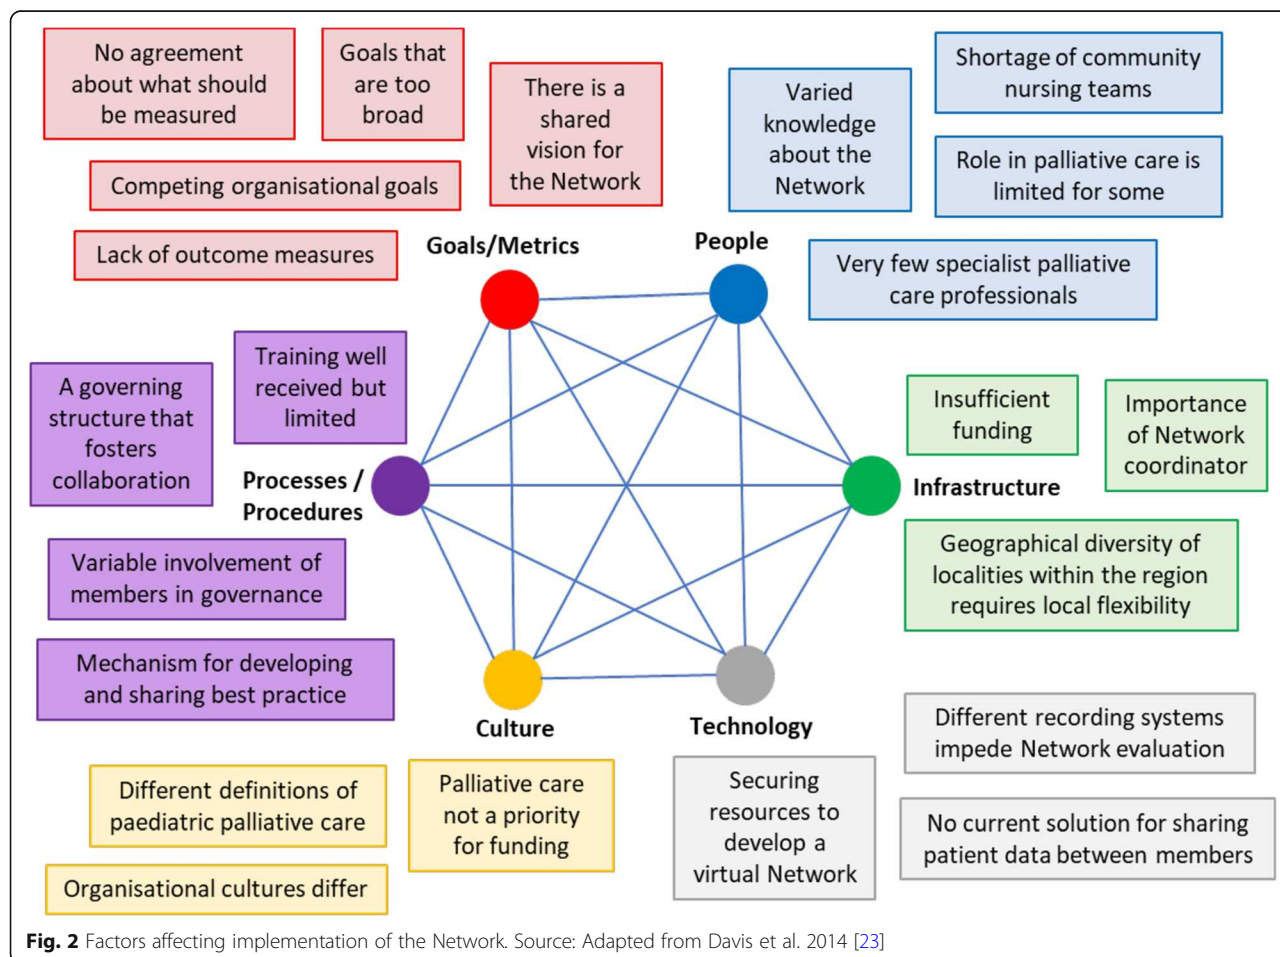 No agreement
about what should
be measured
Goals that
are too
broad
There is a
shared
vision for
the Network
Competing organisational goals
Lack of outcome measures
Goals/Metrics
Varied
knowledge
about the
Network
Shortage of community
nursing teams
Role in palliative care is
limited for some
People
Very few specialist palliative
care professionals
Training well
received but
limited
A governing
structure that
fosters
collaboration
Processes /
Procedures
Variable involvement of
members in governance
Mechanism for developing
and sharing best practice
Insufficient
funding
Importance
of Network
coordinator
Infrastructure
Geographical diversity of
localities within the region
requires local flexibility
Culture
Different definitions of
paediatric palliative care
Palliative care
not a priority
for funding
Organisational cultures differ
Technology
Securing
resources to
develop a
virtual Network
Different recording systems
impede Network evaluation
No current solution for sharing
patient data between members
Fig. 2 Factors affecting implementation of the Network. Source: Adapted from Davis et al. 2014 [23]